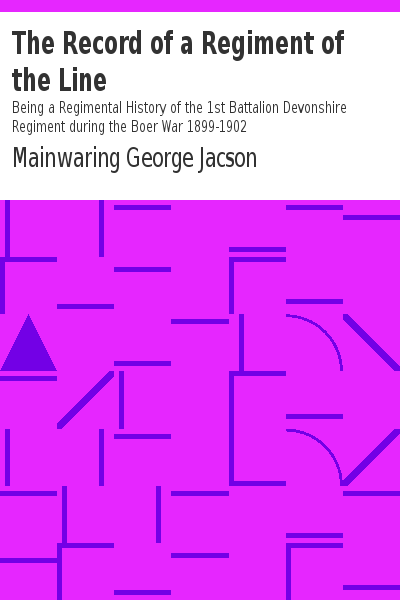 The Record of a Regiment of
the Line
Being a Regimental History of the 1st Battalion Devonshire
Regiment during the Boer War 1899-1902
Mainwaring George Jacson